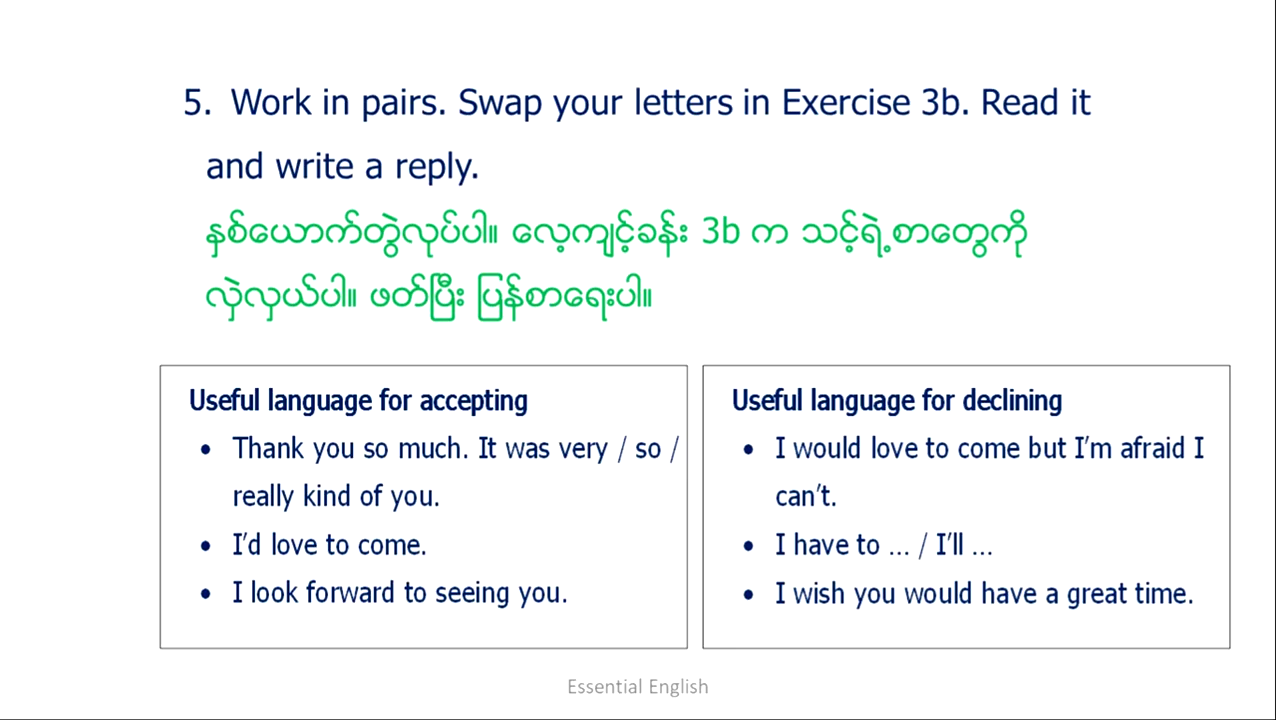 5. Work in pairs. Swap your letters in Exercise 3b. Read it
and write a reply.
နှစ်ယောက်တွဲလုပ်ပါ။ လေ့ကျင့်ခန်း 3b က သင့်ရဲ့စာတွေကို
လှဲလှယ်ပါ။ ဖတ်ပြီး ပြန်စာရေးပါ။
Useful language for accepting
• Thank you so much. It was very / so /
really kind of you.
• I'd love to come.
• I look forward to seeing you.
Useful language for declining
• I would love to come but I'm afraid I
can't.
• I have to ... / I'll ...
• I wish you would have a great time.
Essential English